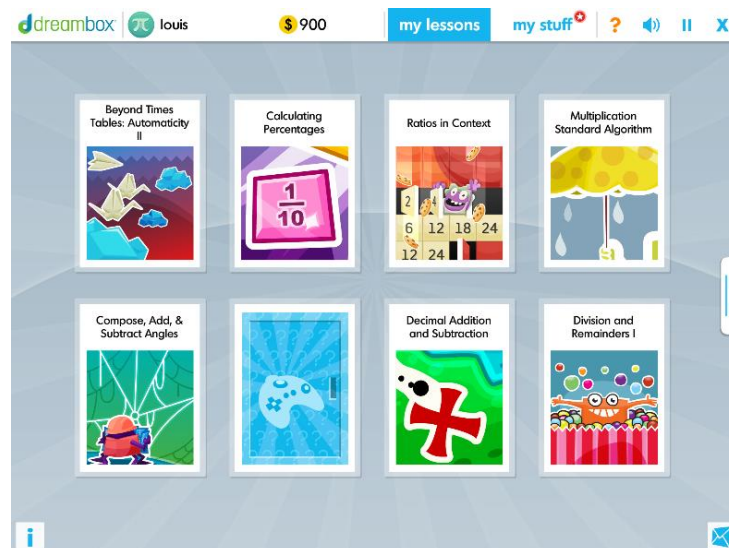 dreambox
π louis
$ 900
my lessons
my stuff
?
X
Beyond Times
Tables: Automaticity
II
Calculating
Percentages
1
10
Ratios in Context
2 4
6 12 18 24
12 24
Multiplication
Standard Algorithm
Compose, Add, &
Subtract Angles
Decimal Addition
and Subtraction
Division and
Remainders I
i